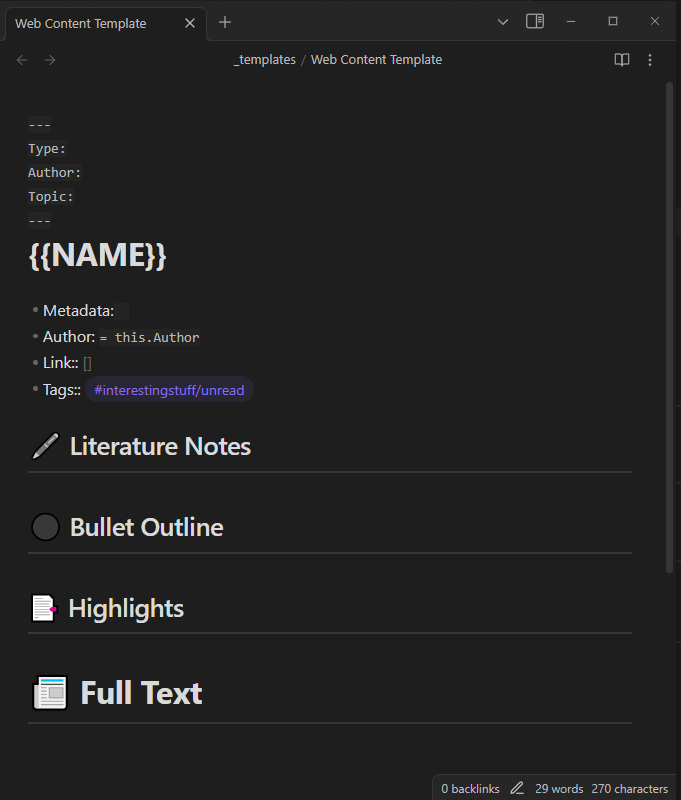 Web Content Template
_templates / Web Content Template
---
Type:
Author:
Topic:
---
{{NAME}}
Metadata:
Author: = this.Author
Link:: []
Tags:: #interestingstuff/unread
Literature Notes
Bullet Outline
Highlights
Full Text
0 backlinks 29 words 270 characters